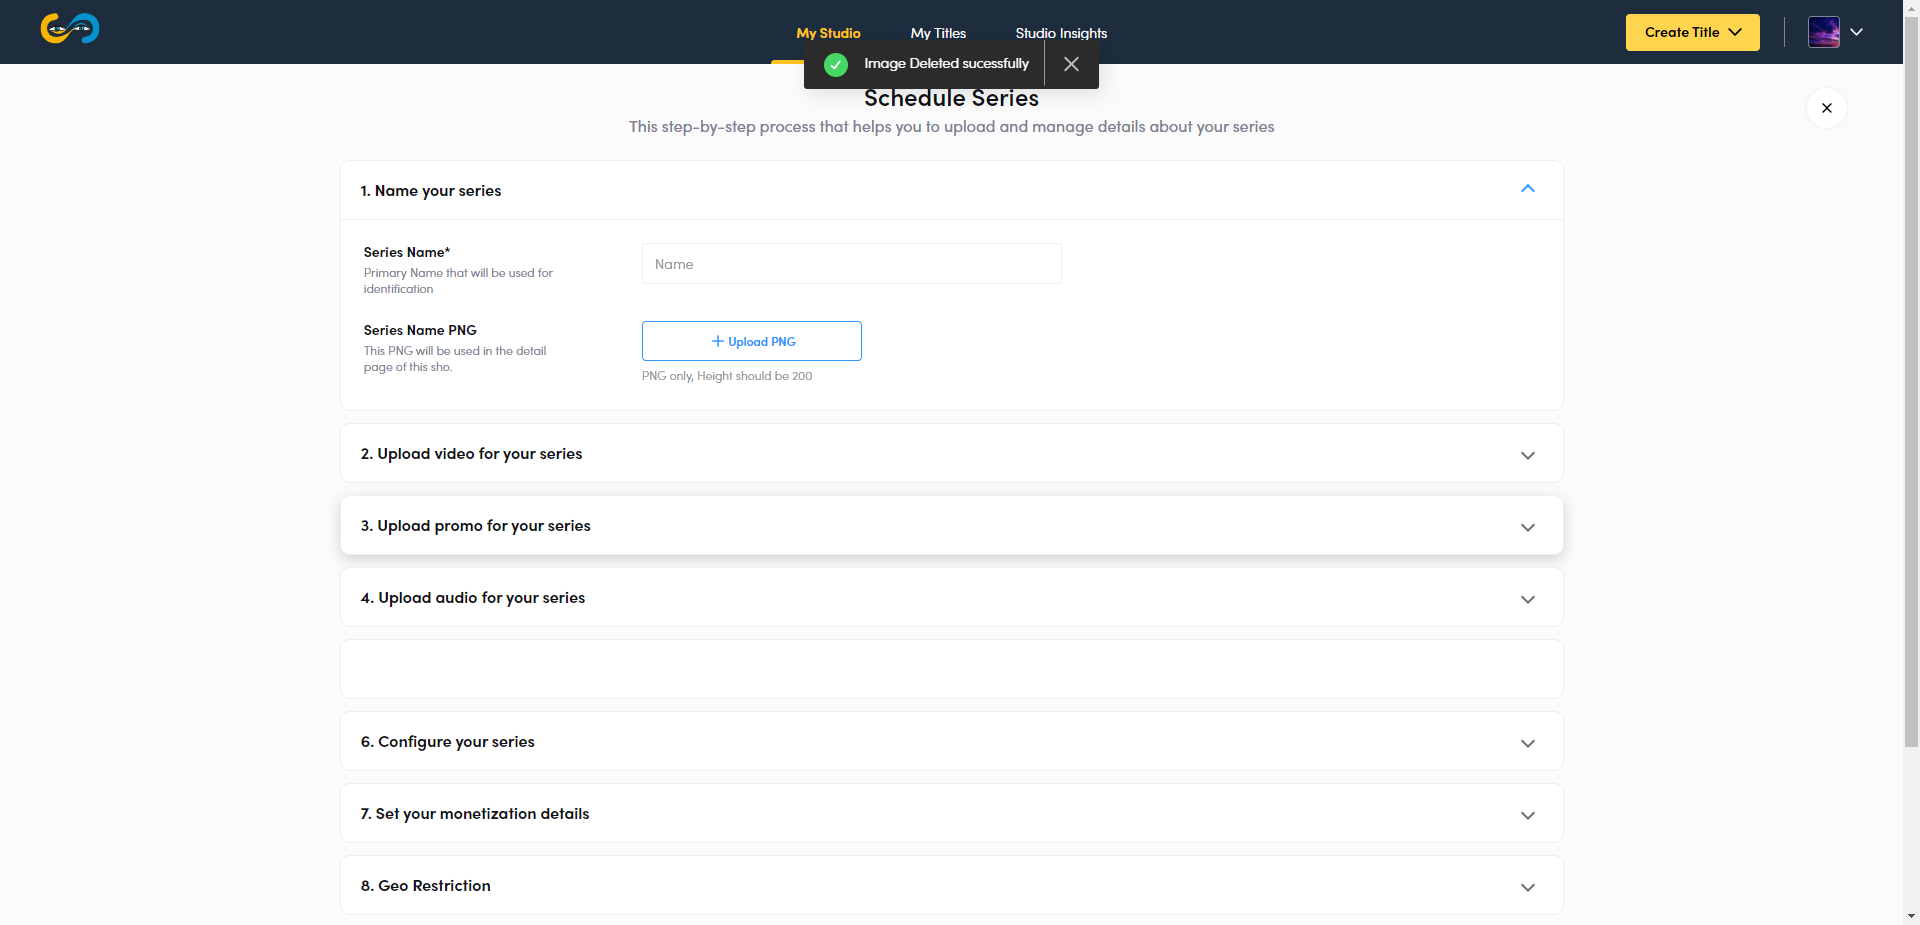 My Studio
My Titles
Studio Insights
Create Title
Image Deleted sucessfully
Schedule Series
This step-by-step process that helps you to upload and manage details about your series
1. Name your series
Series Name*
Primary Name that will be used for
identification
Name
Series Name PNG
This PNG will be used in the detail
page of this sho.
Upload PNG
PNG only, Height should be 200
2. Upload video for your series
3. Upload promo for your series
4. Upload audio for your series
6. Configure your series
7. Set your monetization details
8. Geo Restriction